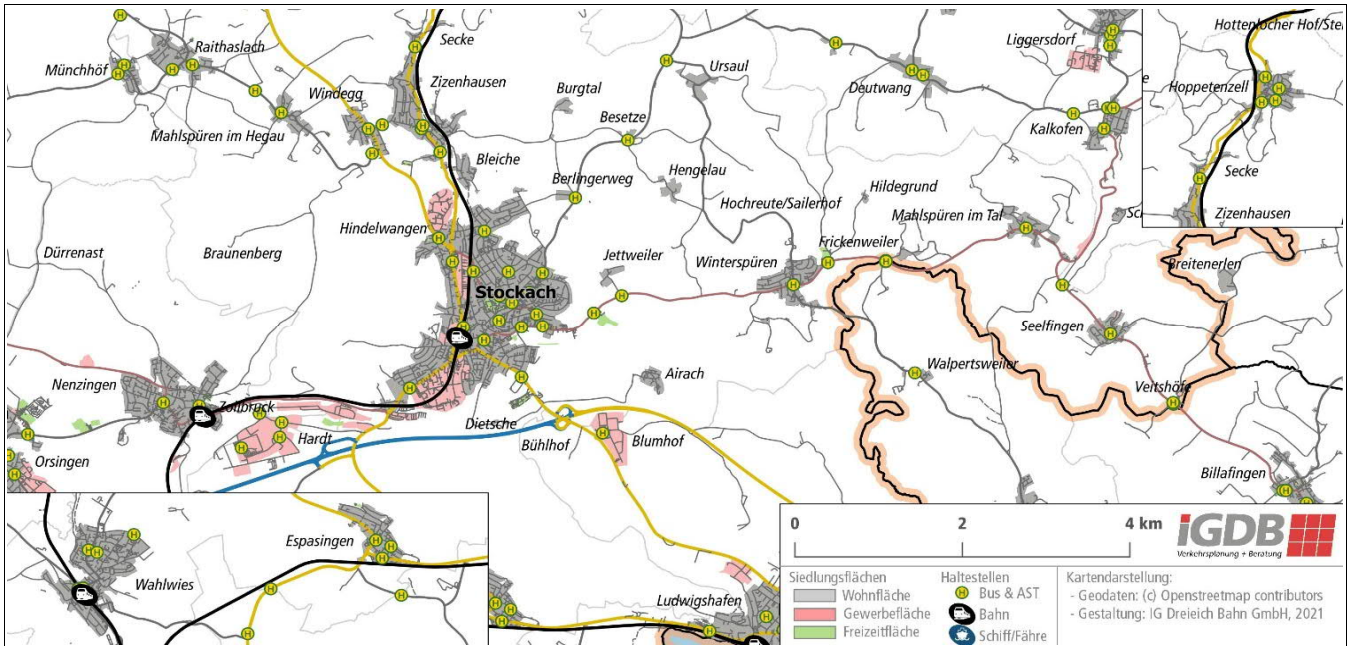 Hottenlocher Hof/Stei
Secke
Liggersdorf
Raithaslach
Münchhöf
Ursaul
Zizenhausen
Windegg
Burgtal
Deutwang
Hoppetenzell
Besetze
Mahlspüren im Hegau
Kalkofen
Bleiche
Hengelau
Berlingerweg
Secke
Hildegrund
Hochreute/Sailerhof
Mahlspüren im Tal
Zizenhausen
Hindelwangen
Frickenweiler
Dürrenast
Braunenberg
Jettweiler
Winterspüren
Breitenerlen
Stockach
Seelfingen
Walpertsweiler
Airach
Nenzingen
Veitshöfe
Zollbruck
Dietsche
Hardt
Bühlhof
Blumhof
Orsingen
Billafingen
0 2 4 km
iGDB
Verkehrsplanung + Beratung
Espasingen
Wahlwies
Ludwigshafen
Siedlungsflächen
Wohnfläche
Gewerbefläche
Freizeitfläche
Haltestellen
H Bus & AST
Bahn
Schiff/Fähre
Kartendarstellung:
- Geodaten: (c) Openstreetmap contributors
- Gestaltung: IG Dreieich Bahn GmbH, 2021